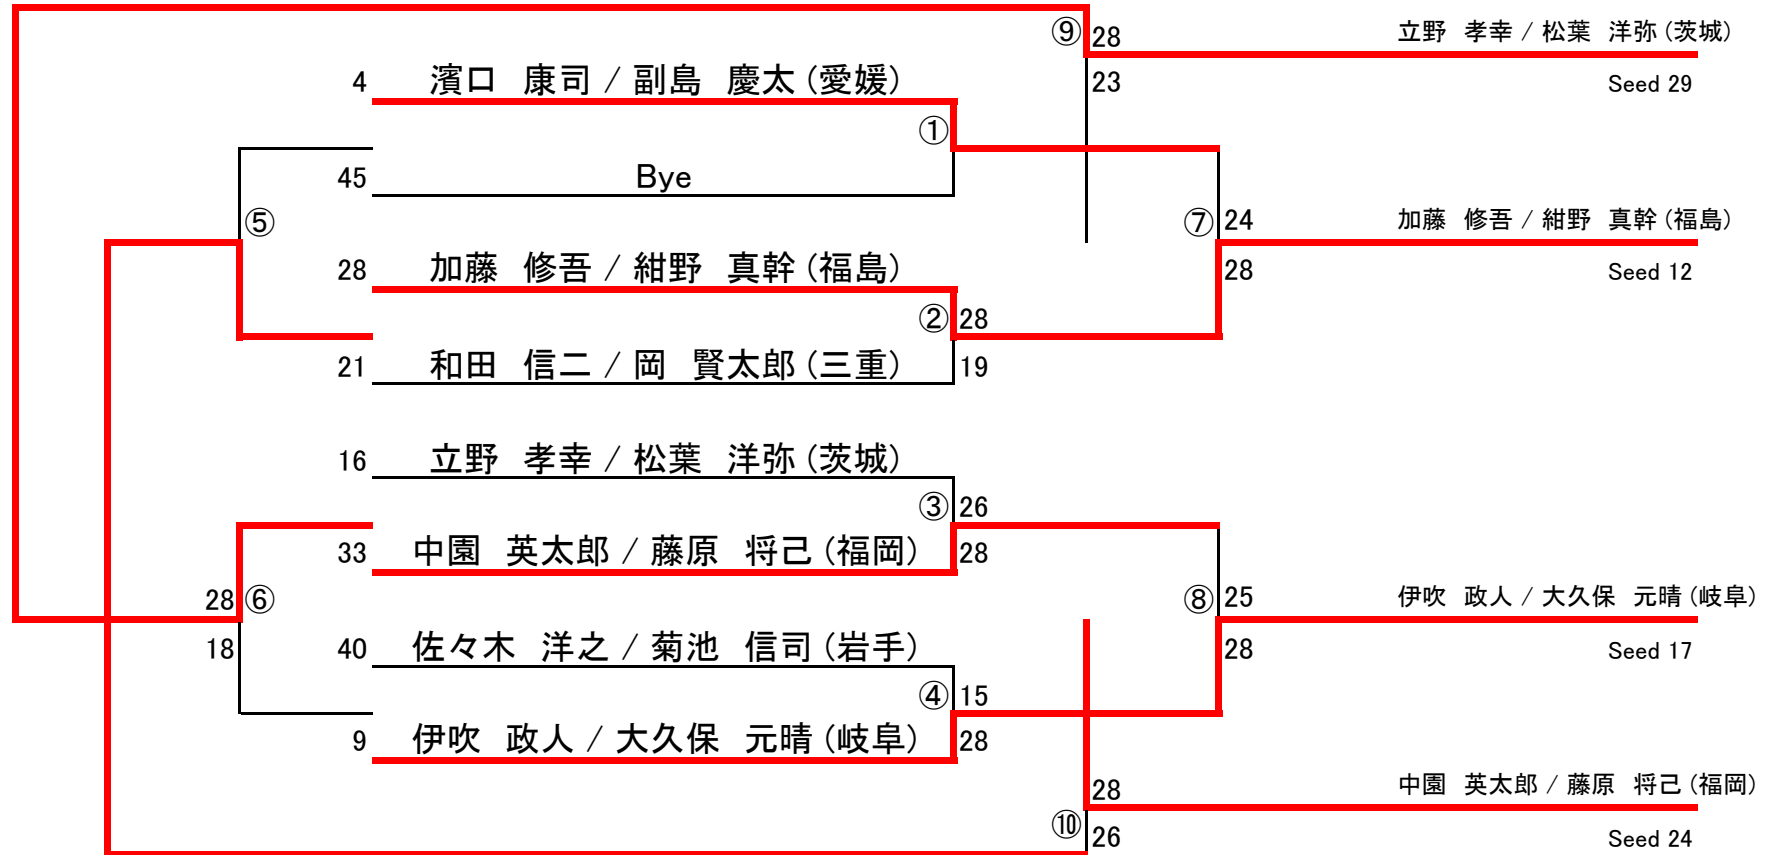 ⑨ 28 立野 孝幸 / 松葉 洋弥 (茨城)
4 濱口 康司 / 副島 慶太 (愛媛) 23 Seed 29
①
45 Bye
⑤ ⑦ 24 加藤 修吾 / 紺野 真幹 (福島)
28 加藤 修吾 / 紺野 真幹 (福島) 28 Seed 12
② 28
21 和田 信二 / 岡 賢太郎 (三重) 19
16 立野 孝幸 / 松葉 洋弥 (茨城)
③ 26
33 中園 英太郎 / 藤原 将己 (福岡) 28
28 ⑥ ⑧ 25 伊吹 政人 / 大久保 元晴 (岐阜)
18 40 佐々木 洋之 / 菊池 信司 (岩手) 28 Seed 17
④ 15
9 伊吹 政人 / 大久保 元晴 (岐阜) 28
28 中園 英太郎 / 藤原 将己 (福岡)
⑩ 26 Seed 24